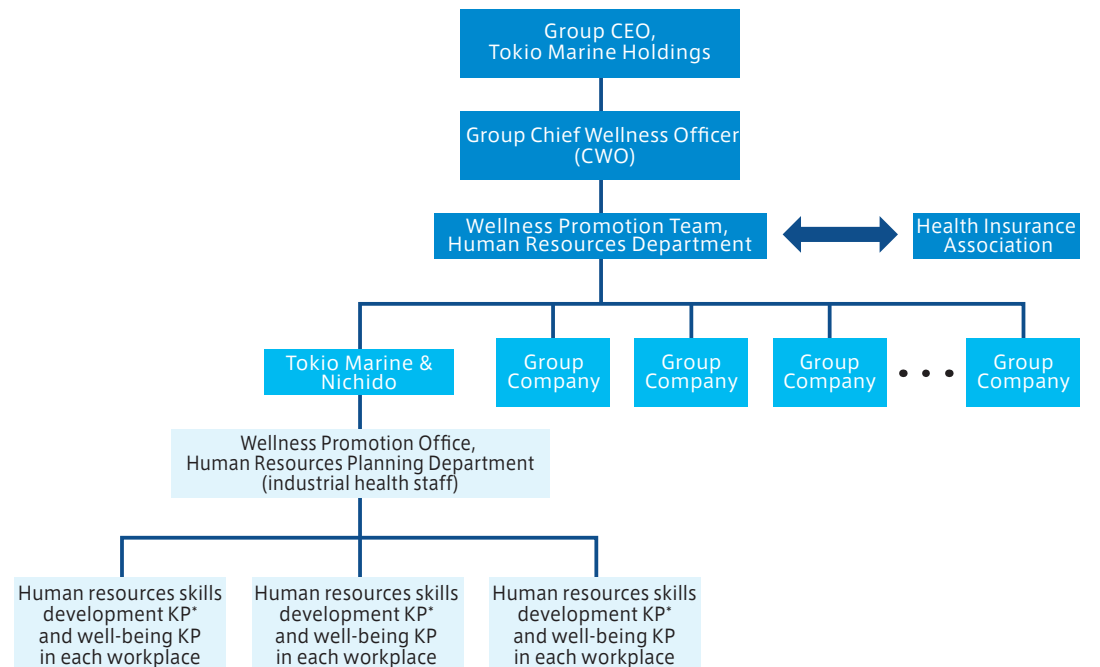 Group CEO,
Tokio Marine Holdings
Group Chief Wellness Officer
(CWO)
Wellness Promotion Team,
Human Resources Department
Health Insurance
Association
Tokio Marine &
Nichido
Group
Company
Group
Company
Group
Company
• • •
Group
Company
Wellness Promotion Office,
Human Resources Planning Department
(industrial health staff)
Human resources skills
development KP*
and well-being KP
in each workplace
Human resources skills
development KP*
and well-being KP
in each workplace
Human resources skills
development KP*
and well-being KP
in each workplace